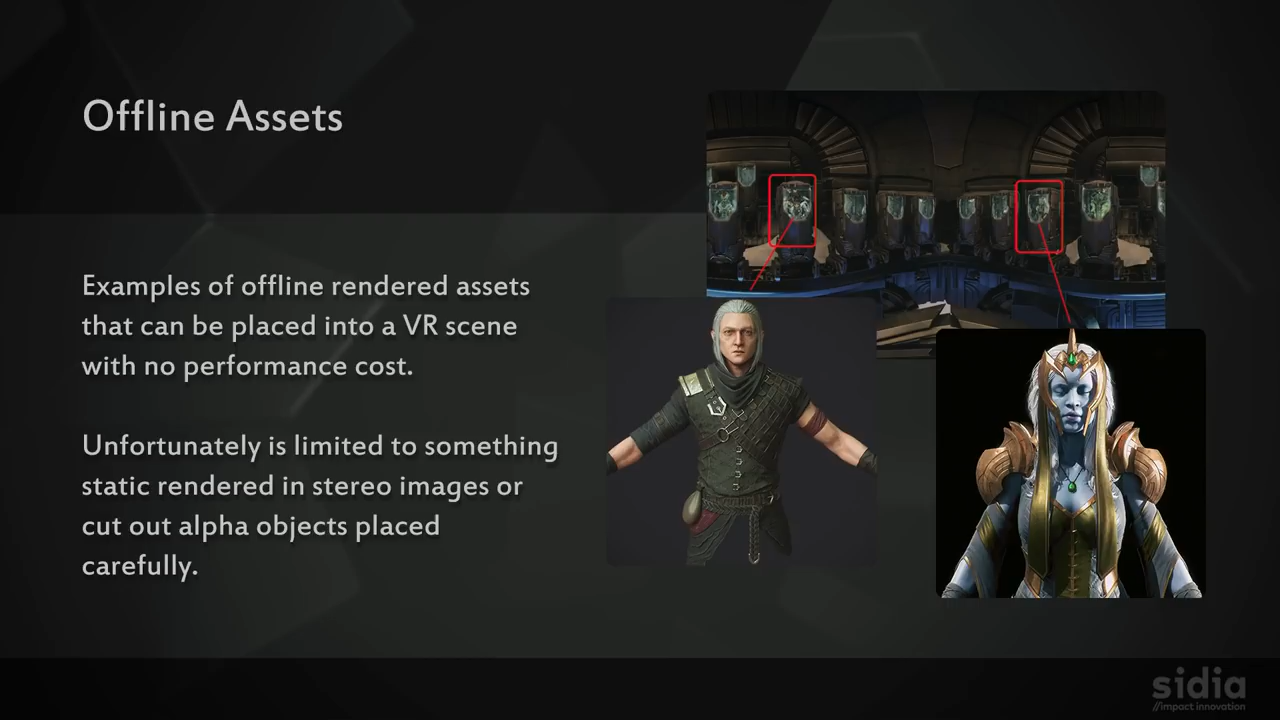 Offline Assets
Examples of offline rendered assets
that can be placed into a VR scene
with no performance cost.
Unfortunately is limited to something
static rendered in stereo images or
cut out alpha objects placed
carefully.
sidia
//impact innovation